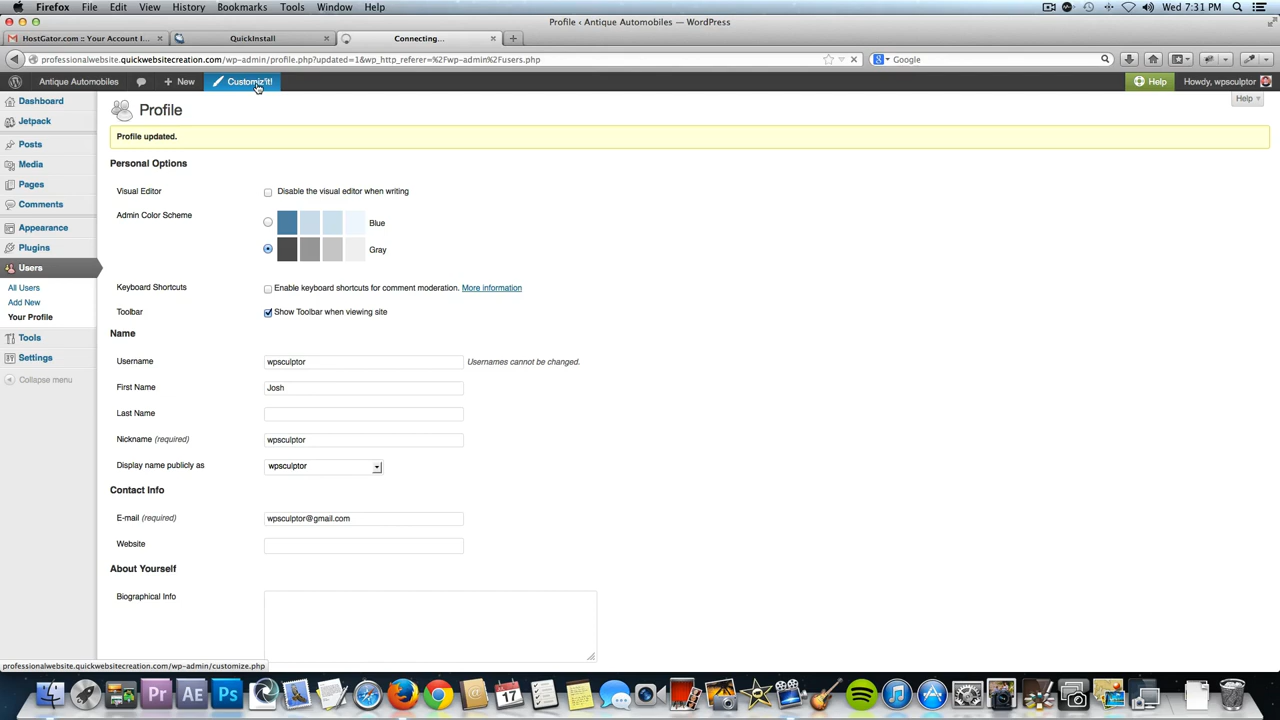 Firefox File Edit View History Bookmarks Tools Window Help Wed 7:31 PM
Profile ‹ Antique Automobiles — WordPress
HostGator.com :: Your Account I... × QuickInstall × Connecting... × +
professionalwebsite.quickwebsitecreation.com/wp-admin/profile.php?updated=1&wp_http_referer=%2Fwp-admin%2Fusers.php Google
Antique Automobiles + New Customize It! Help Howdy, wpsculptor
Dashboard
Jetpack
Posts
Media
Pages
Comments
Appearance
Plugins
Users
All Users
Add New
Your Profile
Tools
Settings
Collapse menu
Help
Profile
Profile updated.
Personal Options
Visual Editor Disable the visual editor when writing
Admin Color Scheme Blue
Gray
Keyboard Shortcuts Enable keyboard shortcuts for comment moderation. More information
Toolbar Show Toolbar when viewing site
Name
Username wpsculptor Usernames cannot be changed.
First Name Josh
Last Name
Nickname (required) wpsculptor
Display name publicly as wpsculptor
Contact Info
E-mail (required) wpsculptor@gmail.com
Website
About Yourself
Biographical Info
professionalwebsite.quickwebsitecreation.com/wp-admin/customize.php
Pr Ae Ps 17